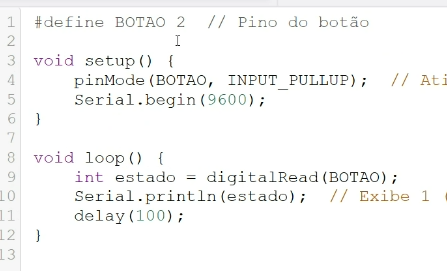 1 #define BOTAO 2 // Pino do botão
2
3 void setup() {
4 pinMode(BOTAO, INPUT_PULLUP); // Ati
5 Serial.begin(9600);
6 }
7
8 void loop() {
9 int estado = digitalRead(BOTAO);
10 Serial.println(estado); // Exibe 1 (
11 delay(100);
12 }
13